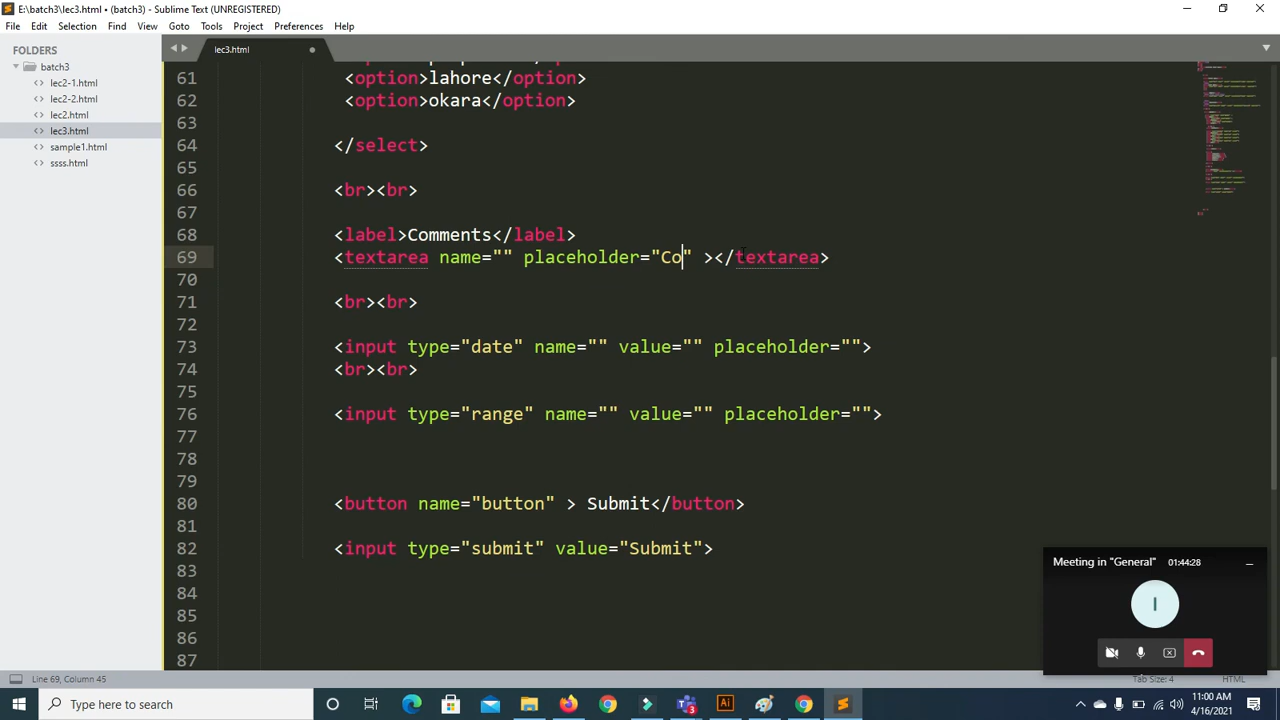 E:\batch3\lec3.html • (batch3) - Sublime Text (UNREGISTERED)
File Edit Selection Find View Goto Tools Project Preferences Help
FOLDERS
batch3
lec2-1.html
lec2-2.html
lec2.html
lec3.html
sample1.html
ssss.html
lec3.html
61 <option>lahore</option>
62 <option>okara</option>
63
64 </select>
65
66 <br><br>
67
68 <label>Comments</label>
69 <textarea name="" placeholder="Co" ></textarea>
70
71 <br><br>
72
73 <input type="date" name="" value="" placeholder="">
74 <br><br>
75
76 <input type="range" name="" value="" placeholder="">
77
78
79
80 <button name="button" > Submit</button>
81
82 <input type="submit" value="Submit">
83
84
85
86
87
Meeting in "General" 01:44:28
I
Line 69, Column 45
Tab Size: 4 HTML
Type here to search
11:00 AM
4/16/2021